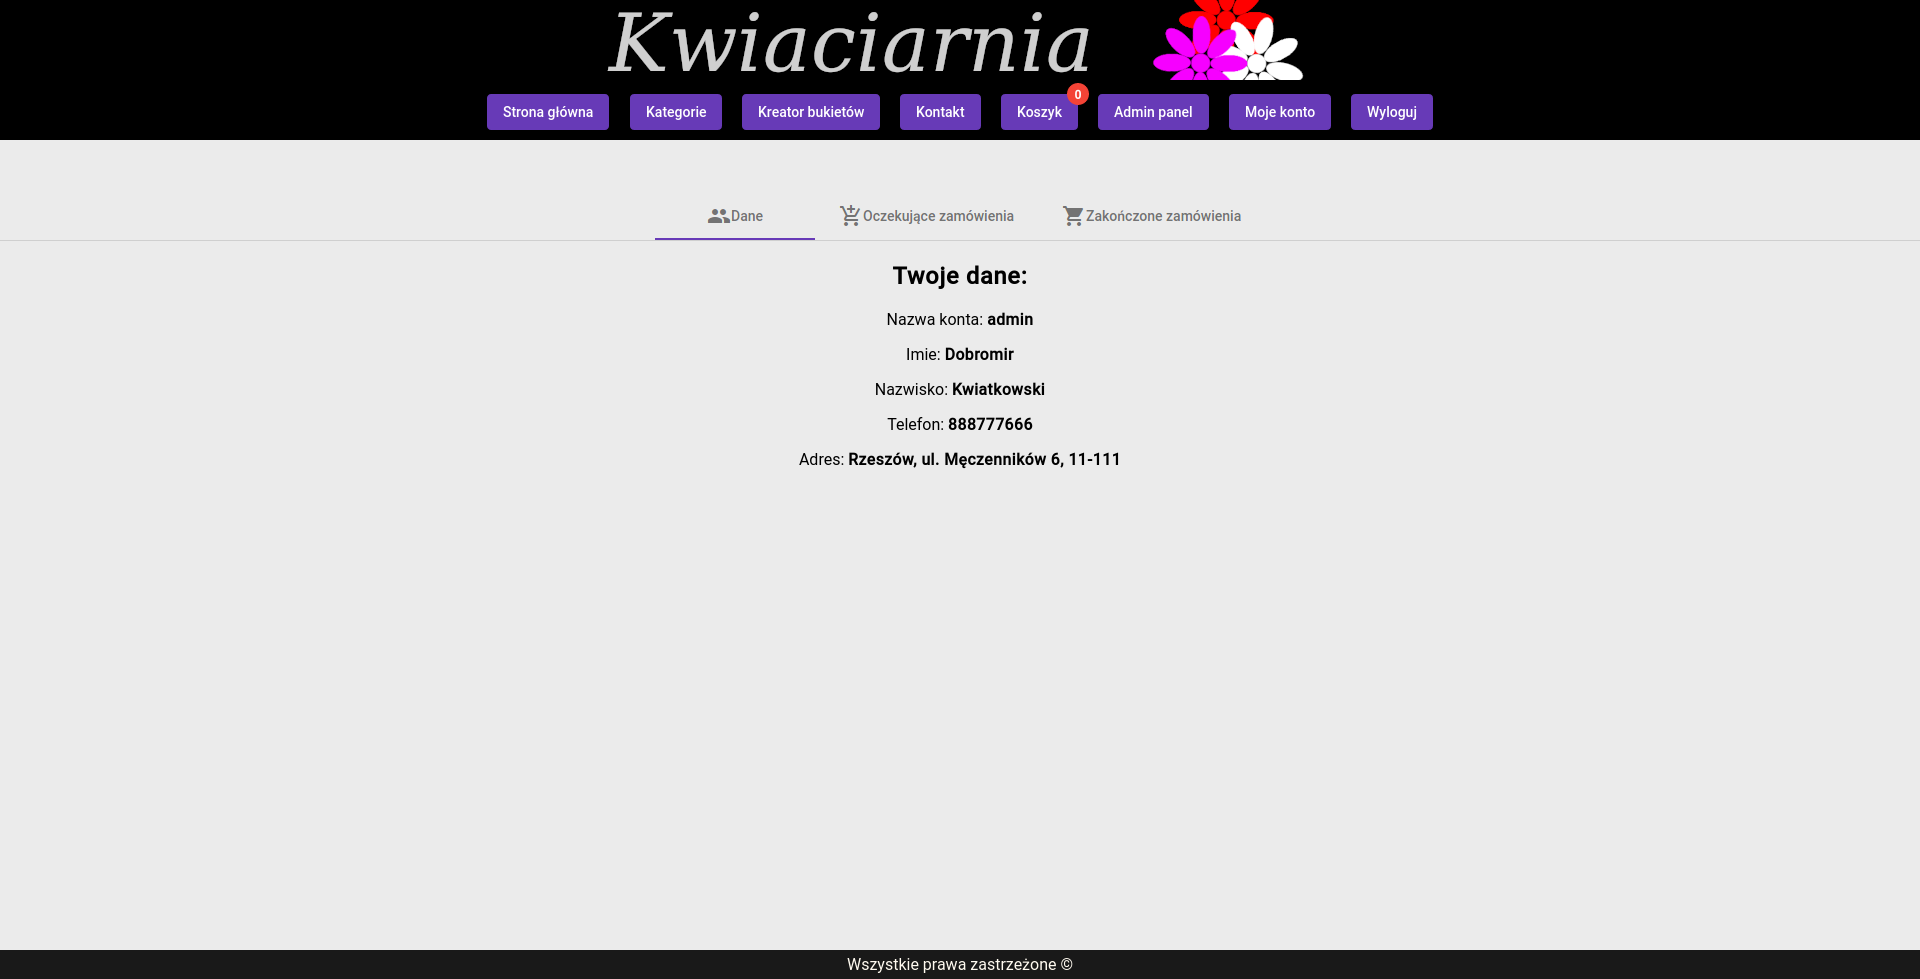 Kwiaciarnia
0
Strona główna Kategorie Kreator bukietów Kontakt Koszyk Admin panel Moje konto Wyloguj
Dane Oczekujące zamówienia Zakończone zamówienia
Twoje dane:
Nazwa konta: admin
Imie: Dobromir
Nazwisko: Kwiatkowski
Telefon: 888777666
Adres: Rzeszów, ul. Męczenników 6, 11-111
Wszystkie prawa zastrzeżone ©